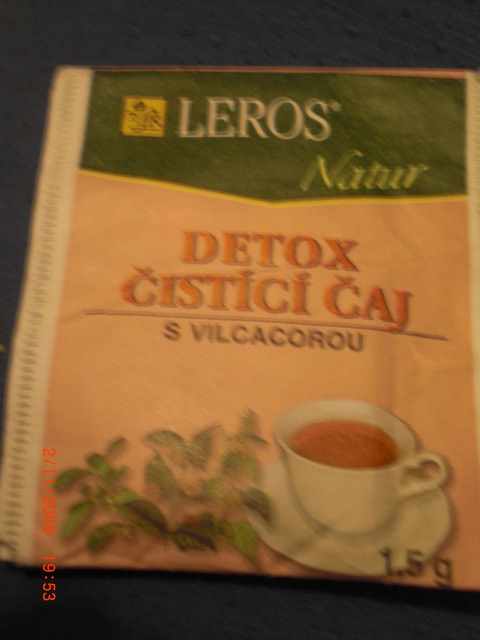 LEROS®
Natur
DETOX
ČISTÍCÍ ČAJ
S VILCACOROU
1.5 g